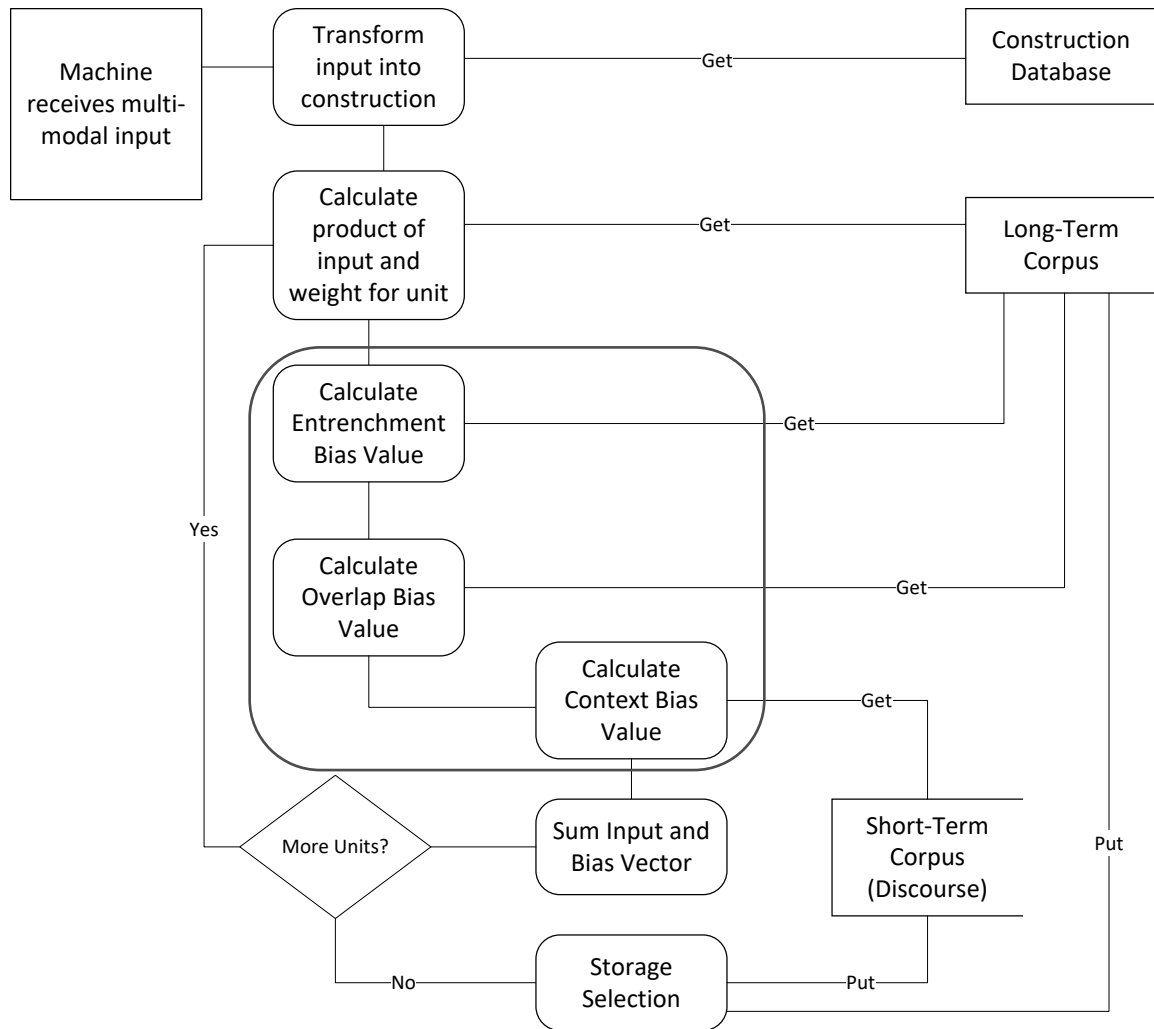 Machine
receives multi-
modal input
Transform
input into
construction
Get
Construction
Database
Calculate
product of
input and
weight for unit
Get
Long-Term
Corpus
Calculate
Entrenchment
Bias Value
Get
Yes
Calculate
Overlap Bias
Value
Get
Calculate
Context Bias
Value
Get
More Units?
Sum Input and
Bias Vector
Short-Term
Corpus
(Discourse)
Put
No
Storage
Selection
Put